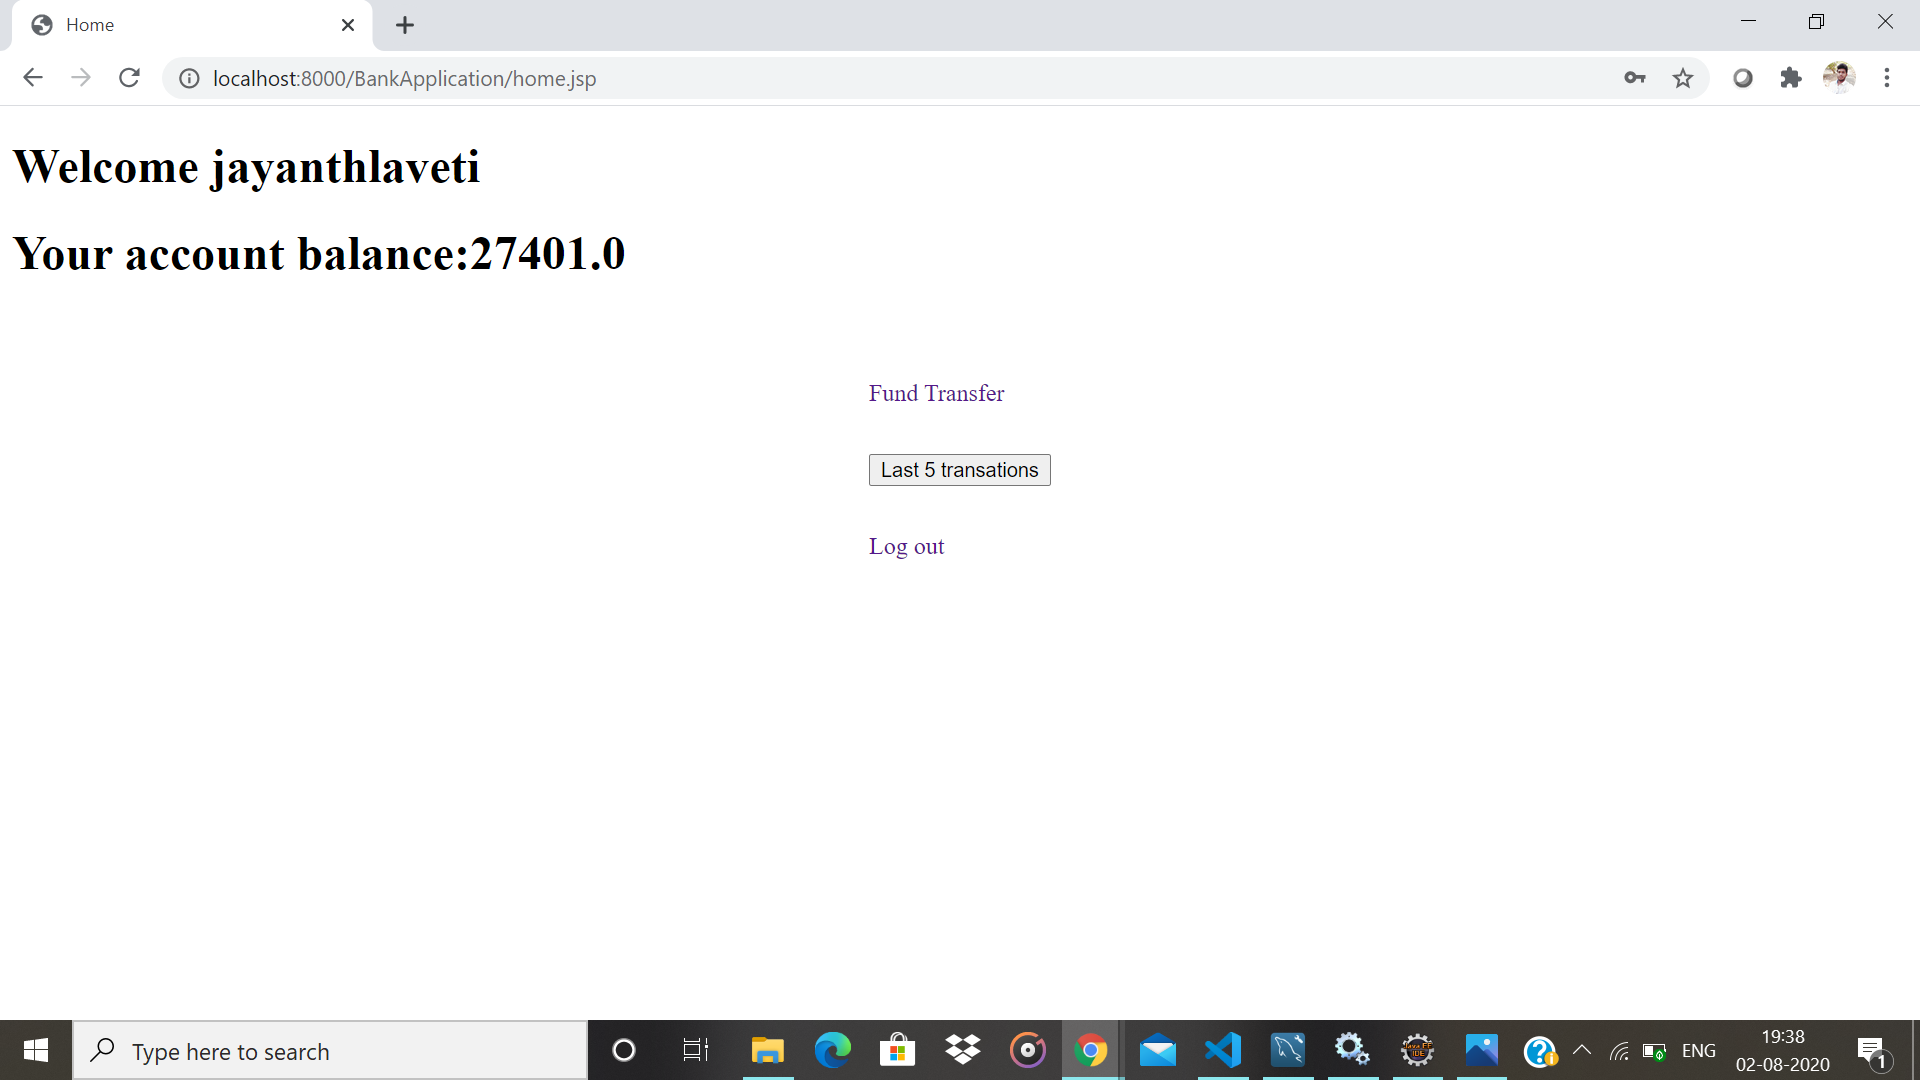 Home
localhost:8000/BankApplication/home.jsp
Welcome jayanthlaveti
Your account balance:27401.0
Fund Transfer
Last 5 transations
Log out
Type here to search
ENG
19:38
02-08-2020
1